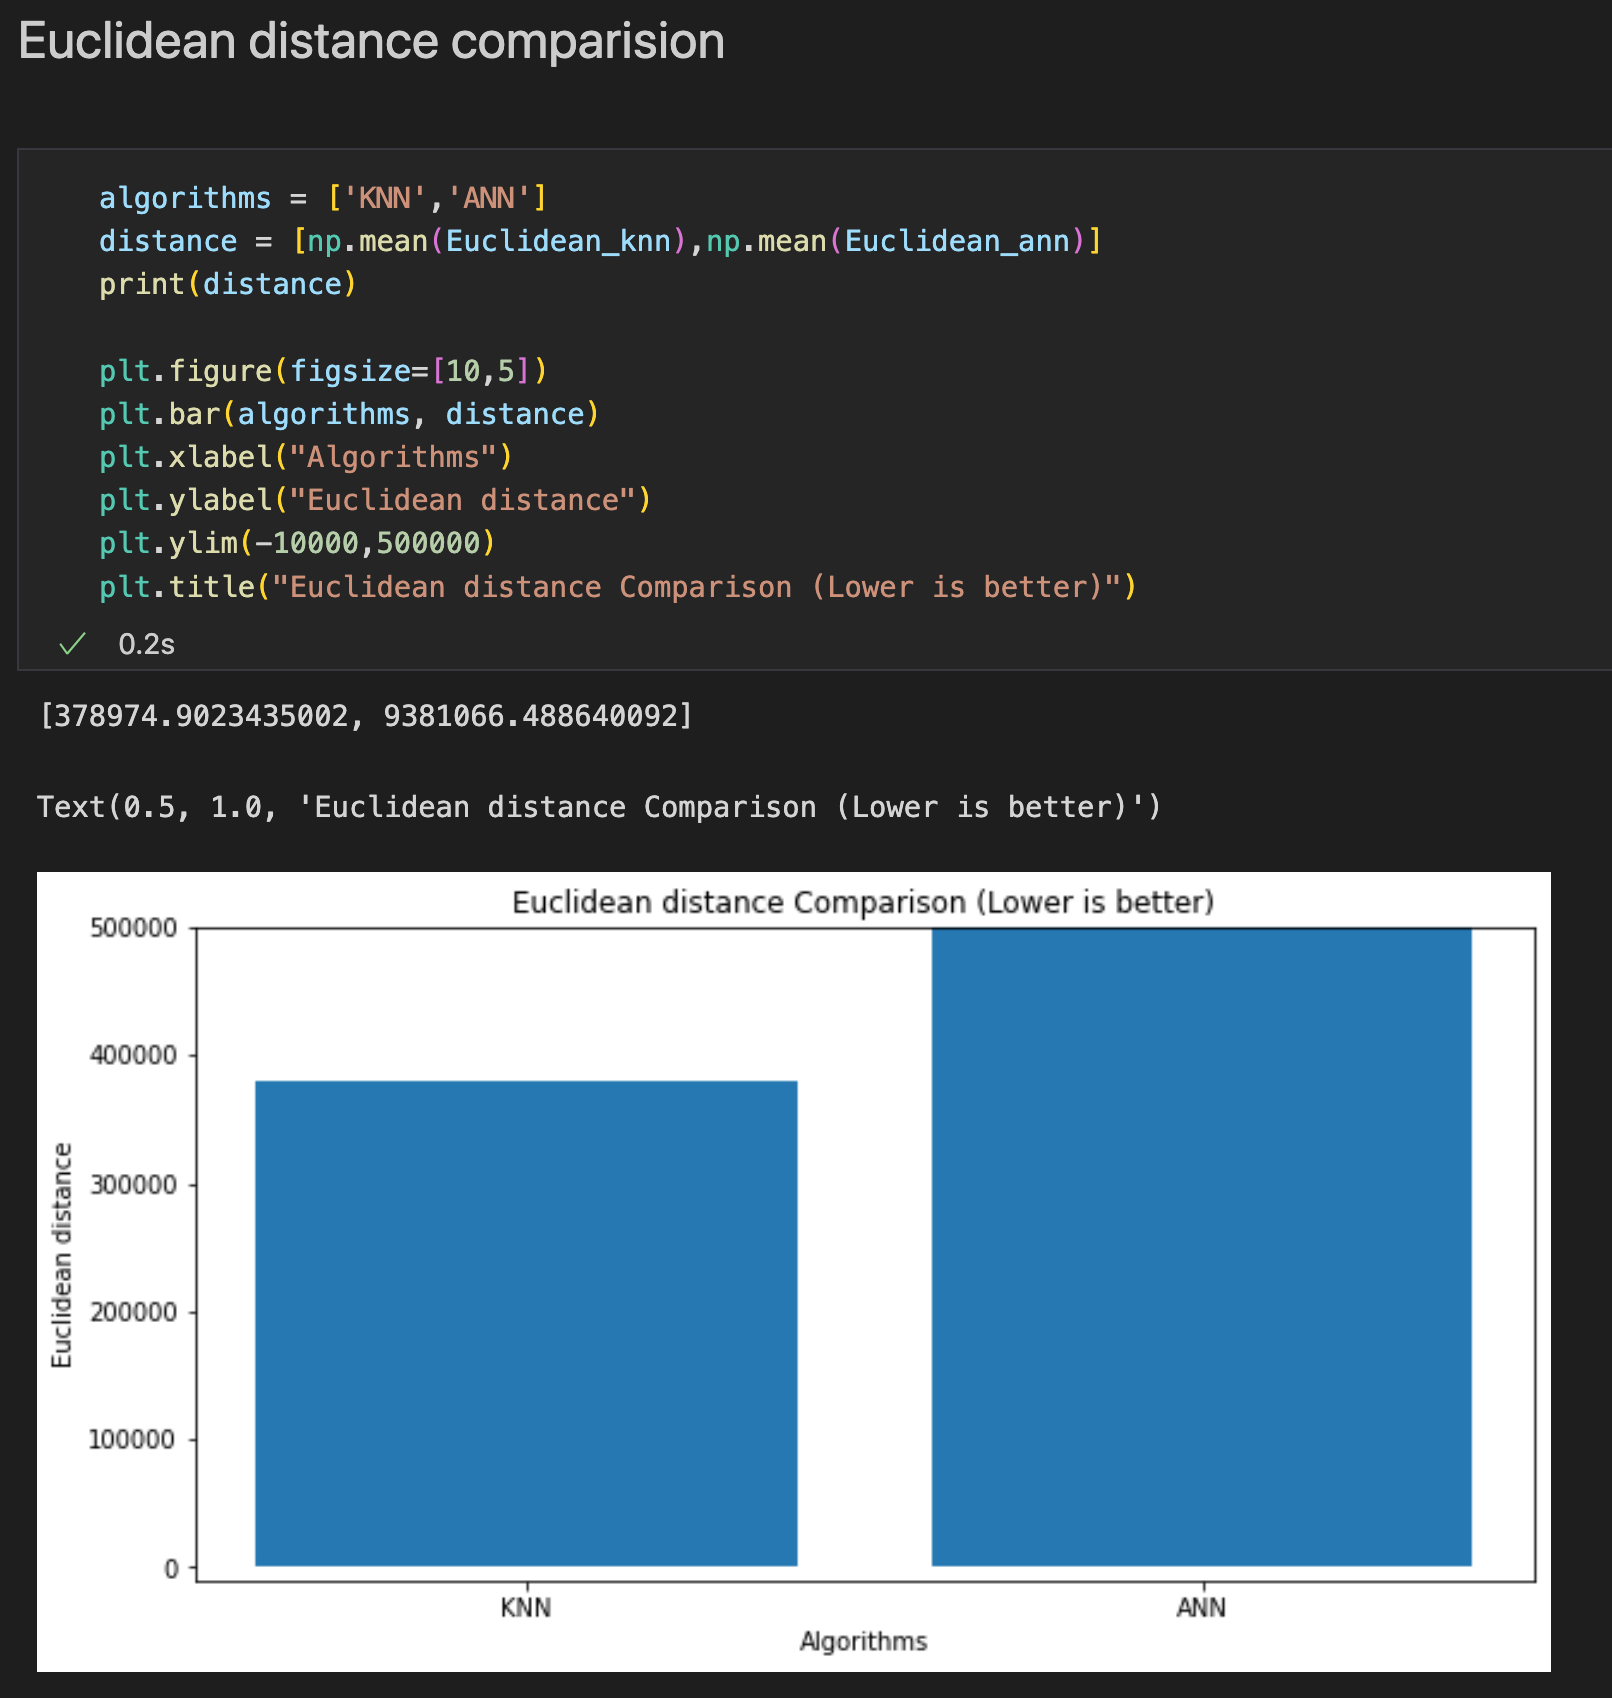 Euclidean distance comparision
algorithms = ['KNN','ANN']
distance = [np.mean(Euclidean_knn),np.mean(Euclidean_ann)]
print(distance)
plt.figure(figsize=[10,5])
plt.bar(algorithms, distance)
plt.xlabel("Algorithms")
plt.ylabel("Euclidean distance")
plt.ylim(-10000,500000)
plt.title("Euclidean distance Comparison (Lower is better)")
0.2s
[378974.9023435002, 9381066.488640092]
Text(0.5, 1.0, 'Euclidean distance Comparison (Lower is better)')
Euclidean distance Comparison (Lower is better)
500000
400000
300000
200000
100000
0
Euclidean distance
KNN
ANN
Algorithms